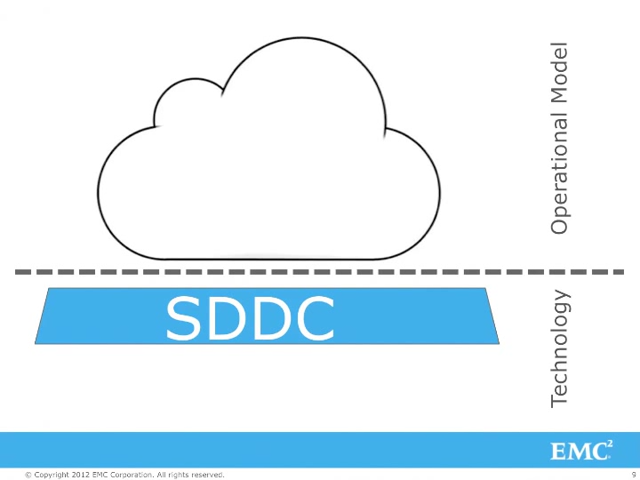 Operational Model
SDDC
Technology
EMC²
© Copyright 2012 EMC Corporation. All rights reserved.
9